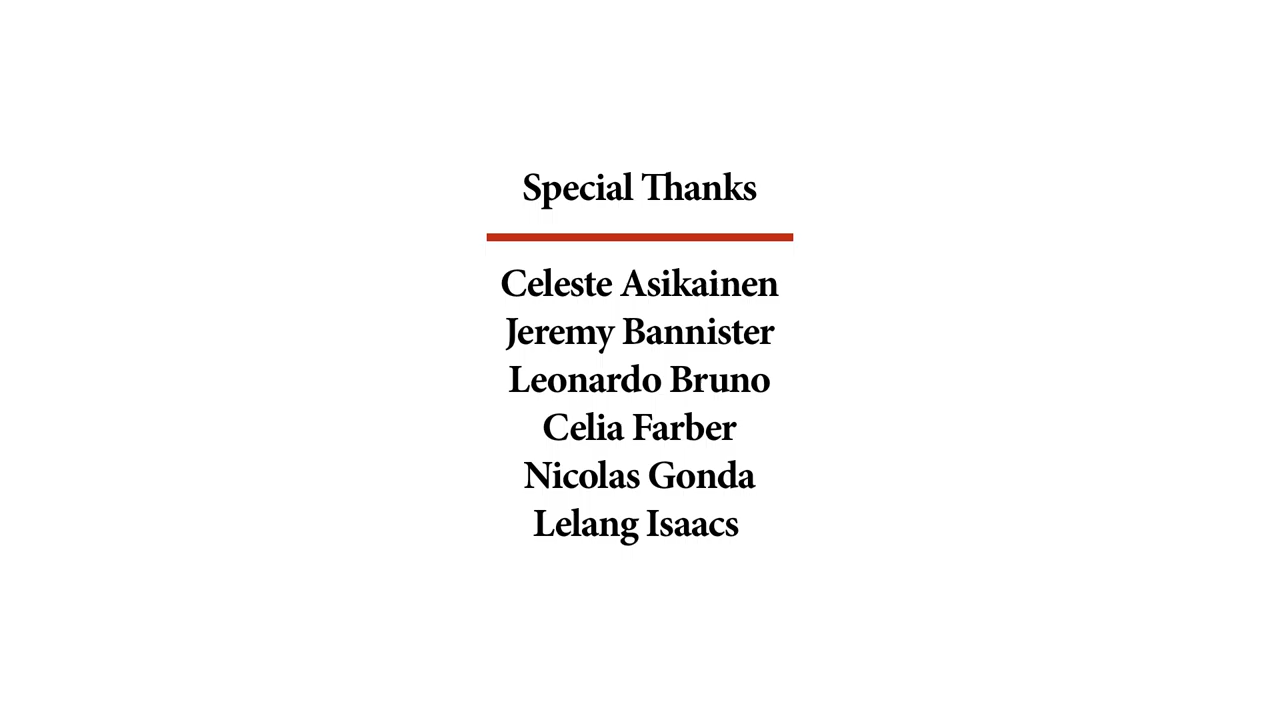 Special Thanks
Celeste Asikainen
Jeremy Bannister
Leonardo Bruno
Celia Farber
Nicolas Gonda
Lelang Isaacs